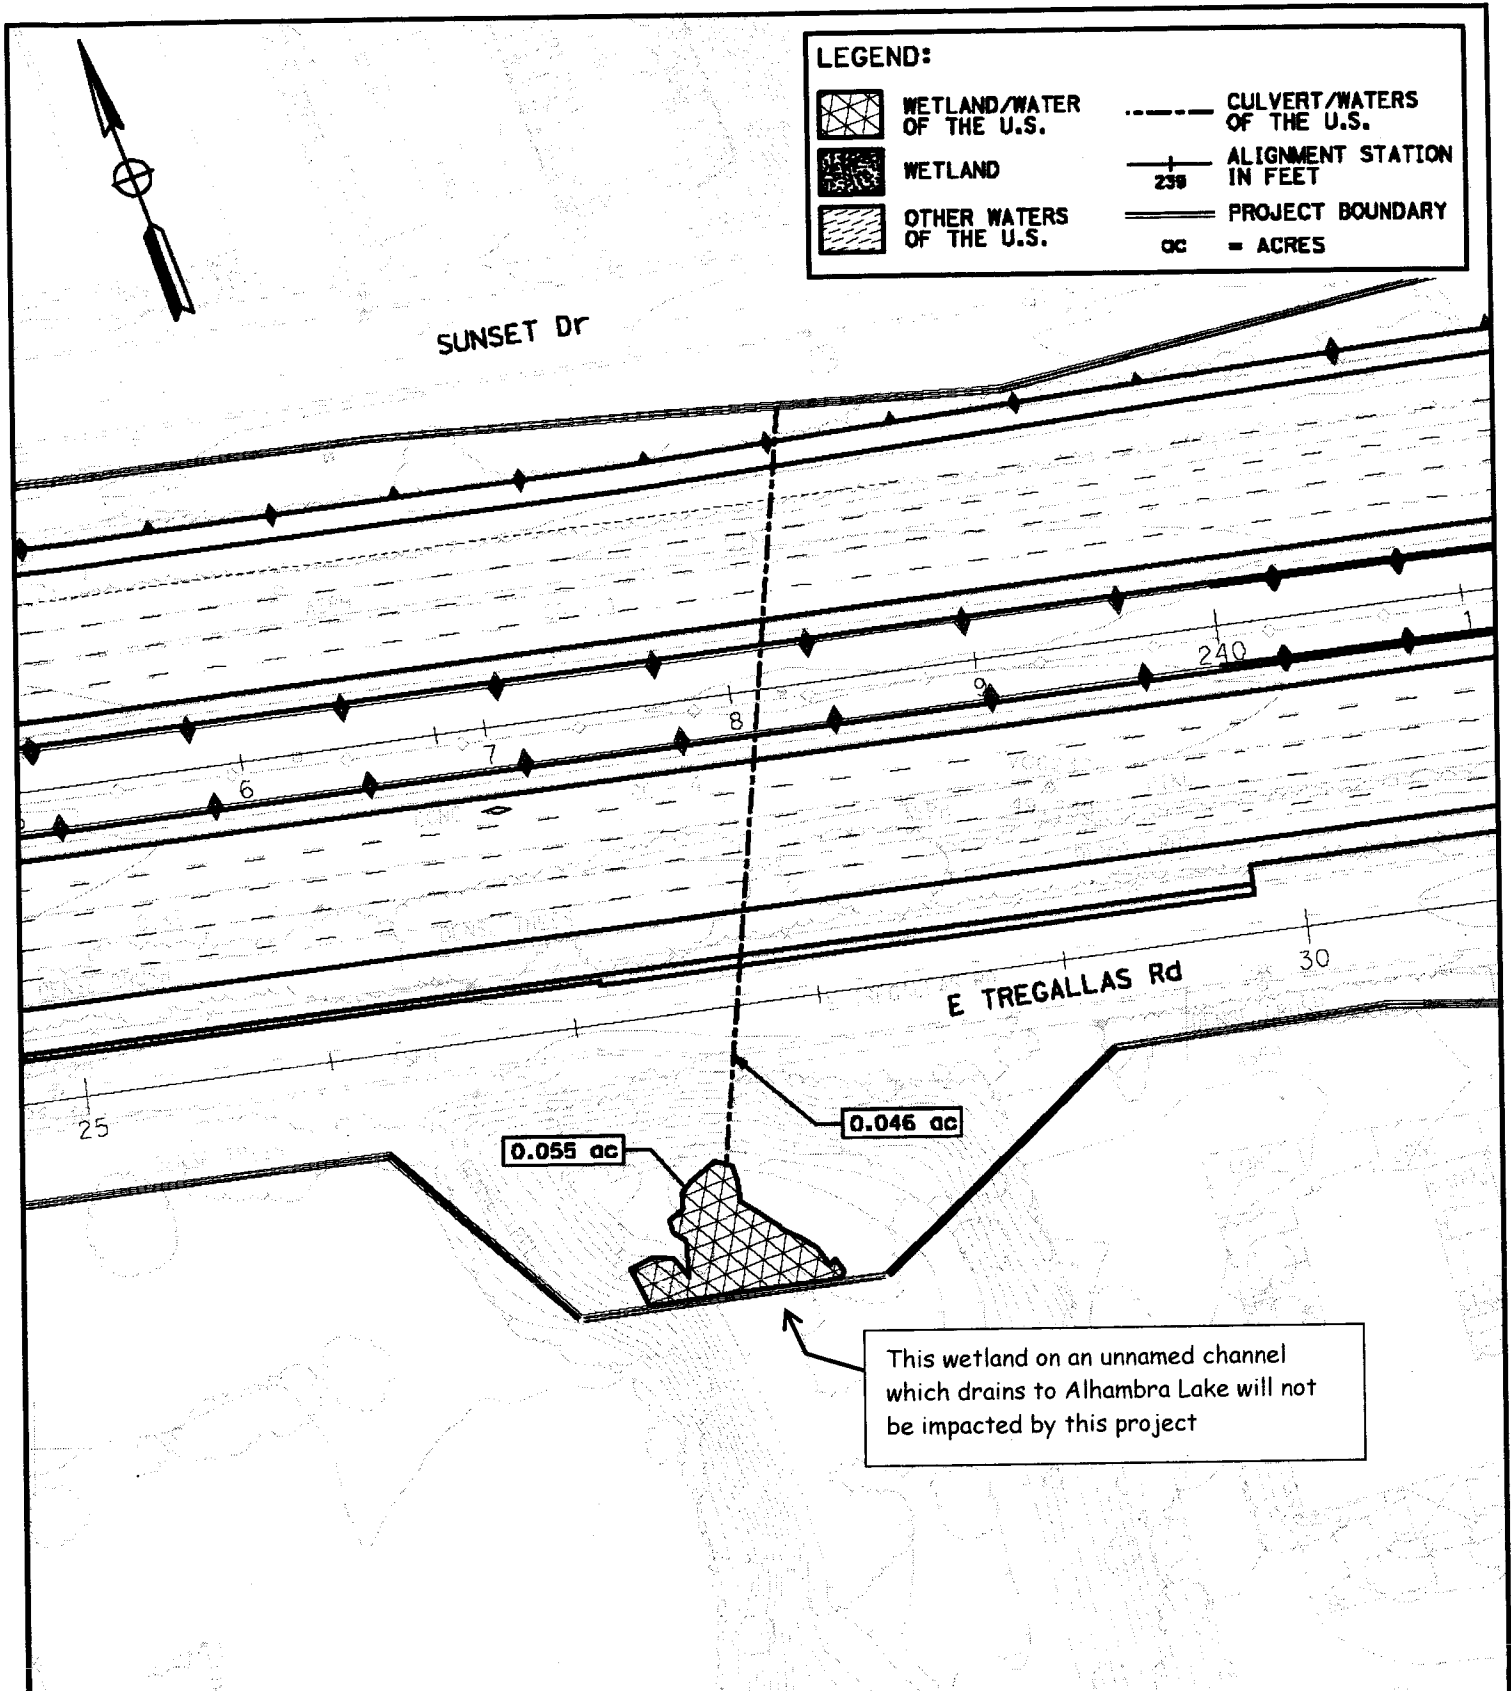 LEGEND:
WETLAND/WATER
OF THE U.S.
WETLAND
OTHER WATERS
OF THE U.S.
CULVERT/WATERS
OF THE U.S.
239
ALIGNMENT STATION
IN FEET
PROJECT BOUNDARY
ac = ACRES
SUNSET Dr
6
7
8
9
240
1
E TREGALLAS Rd
25
30
0.046 ac
0.055 ac
This wetland on an unnamed channel
which drains to Alhambra Lake will not
be impacted by this project